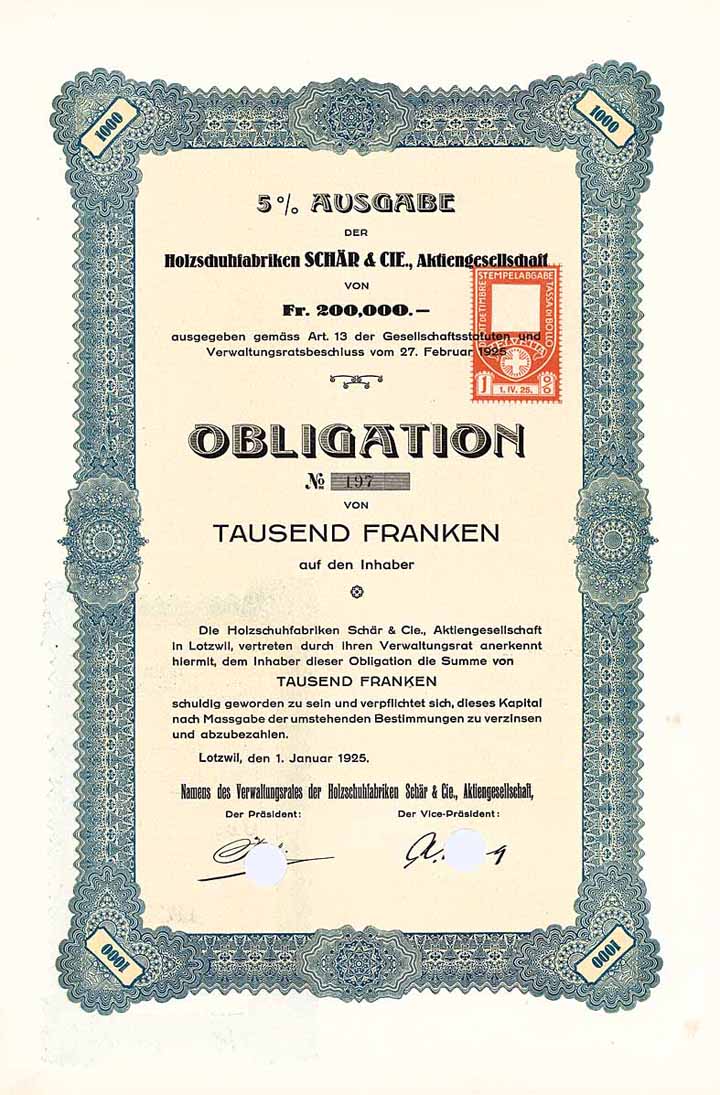 1000
1000
5% AUSGABE
DER
Holzschuhfabriken SCHÄR & CIE., Aktiengesellschaft
VON
Fr. 200,000.—
ausgegeben gemäss Art. 13 der Gesellschaftsstatuten und
Verwaltungsratsbeschluss vom 27. Februar 1925
STEMPELABGABE
DROIT DE TIMBRE
TASSA DI BOLLO
HELVETIA
1. IV. 25.
OBLIGATION
No 197
VON
TAUSEND FRANKEN
auf den Inhaber
Die Holzschuhfabriken Schär & Cie., Aktiengesellschaft
in Lotzwil, vertreten durch ihren Verwaltungsrat anerkennt
hiermit, dem Inhaber dieser Obligation die Summe von
TAUSEND FRANKEN
schuldig geworden zu sein und verpflichtet sich, dieses Kapital
nach Massgabe der umstehenden Bestimmungen zu verzinsen
und abzubezahlen.
Lotzwil, den 1. Januar 1925.
Namens des Verwaltungsrates der Holzschuhfabriken Schär & Cie., Aktiengesellschaft,
Der Präsident:
Der Vice-Präsident:
1000
1000